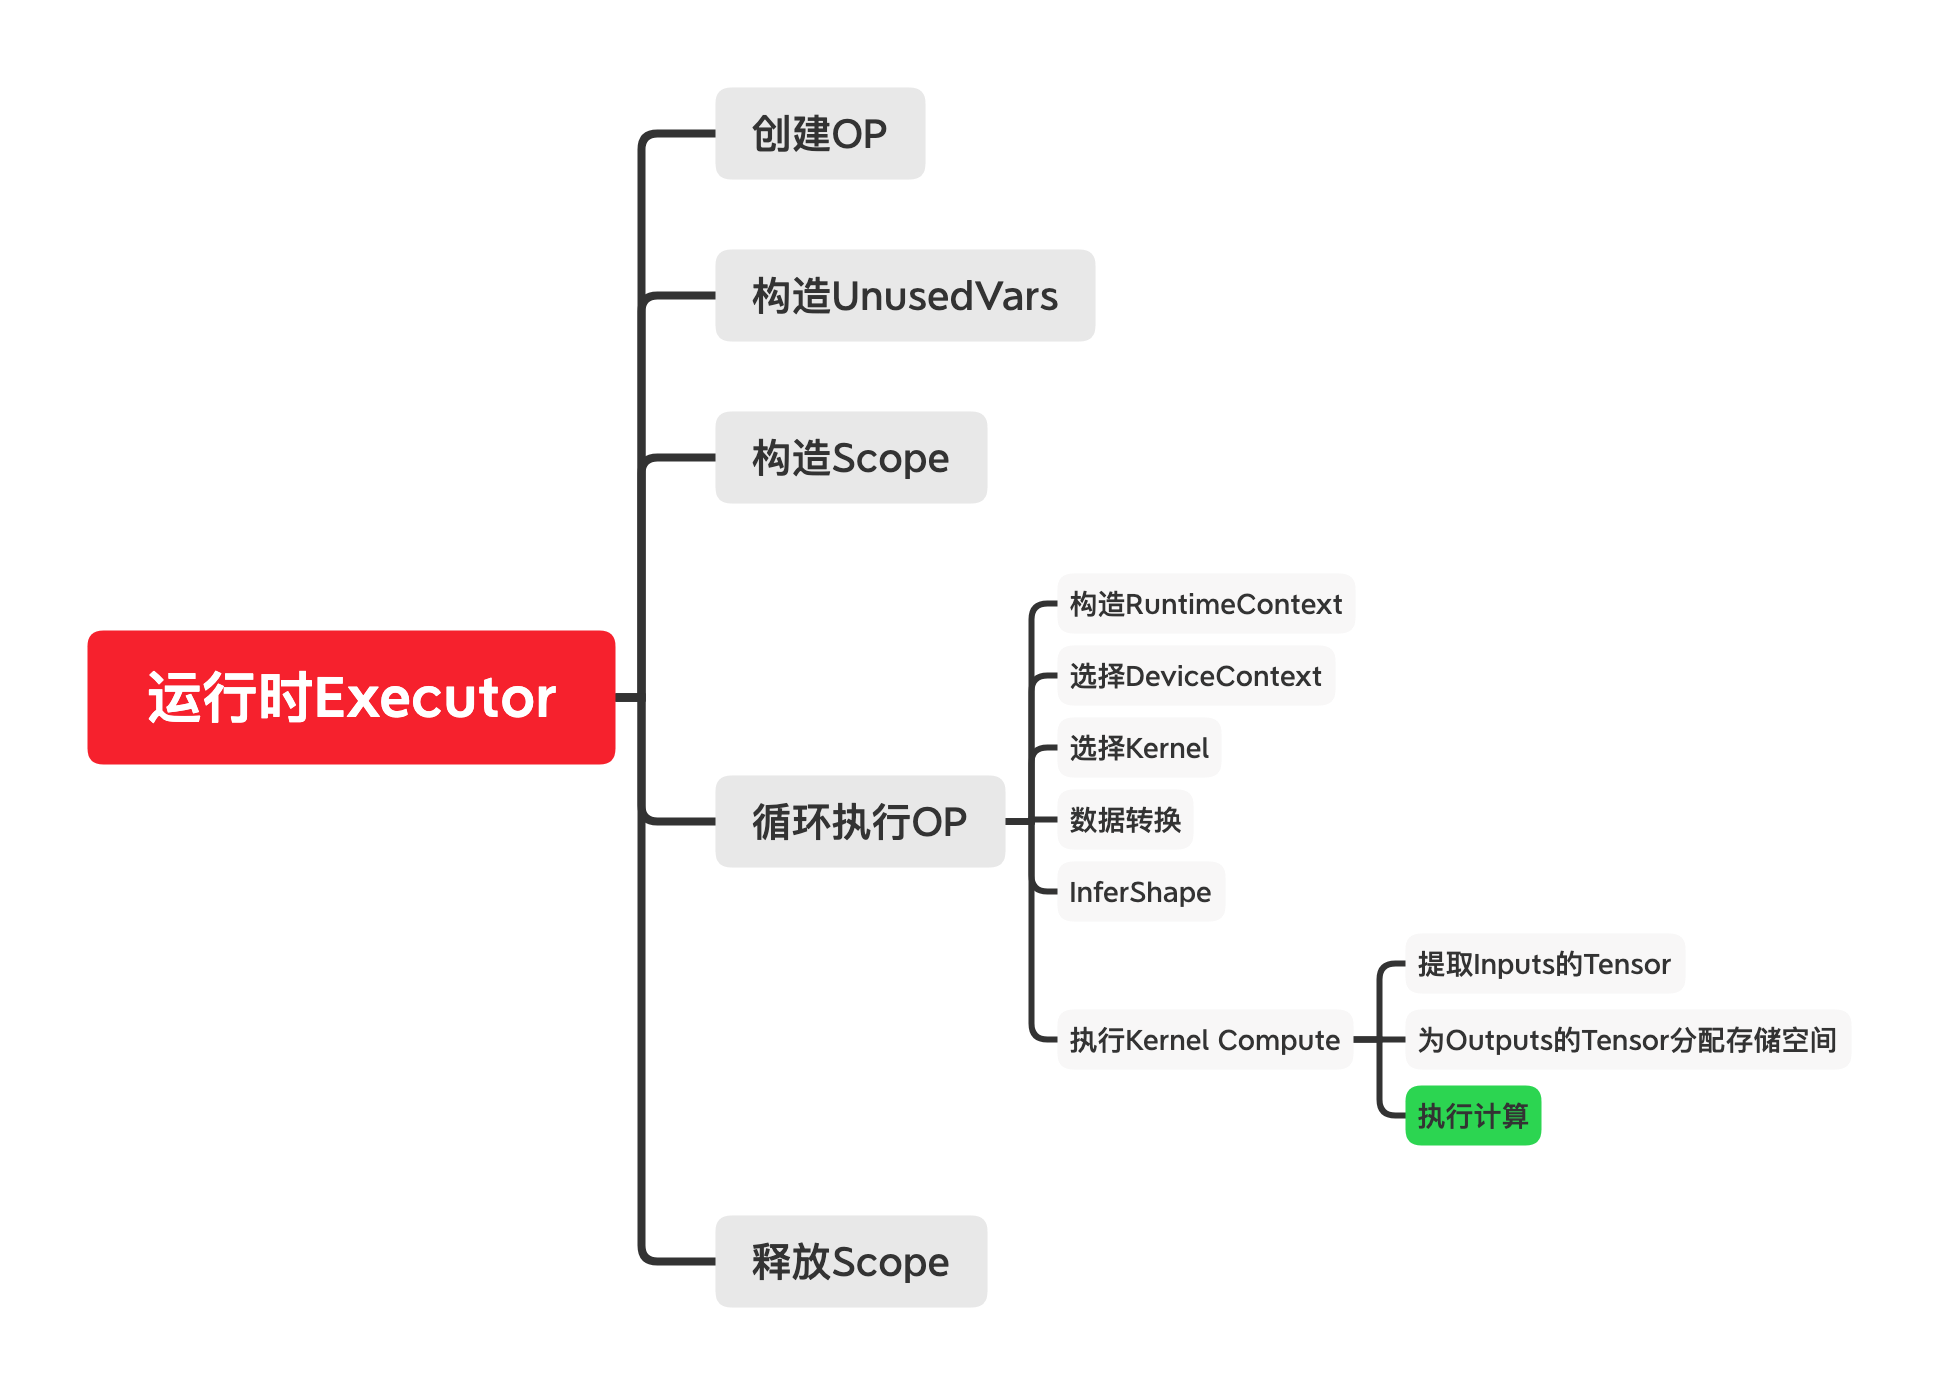 运行时Executor
创建OP
构造UnusedVars
构造Scope
循环执行OP
构造RuntimeContext
选择DeviceContext
选择Kernel
数据转换
InferShape
执行Kernel Compute
提取Inputs的Tensor
为Outputs的Tensor分配存储空间
执行计算
释放Scope